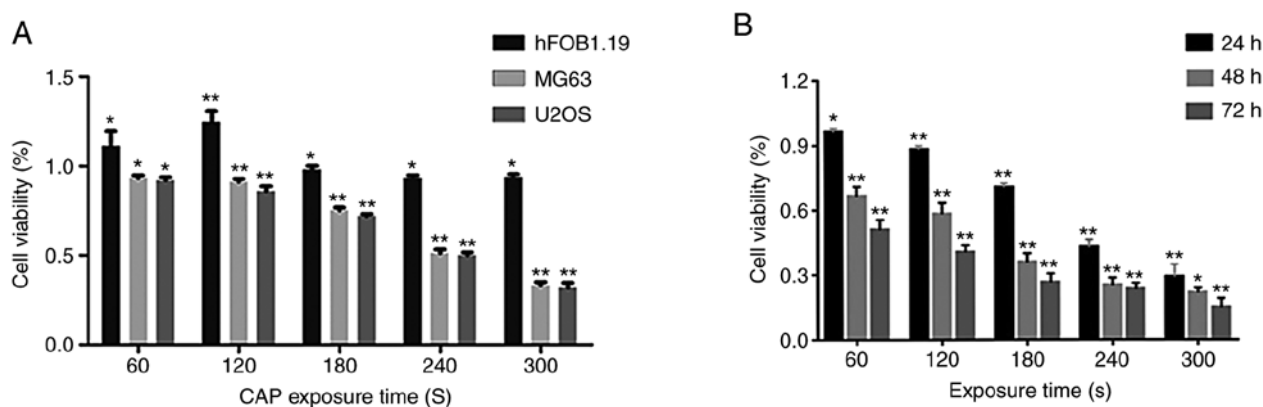 A
hFOB1.19
MG63
U2OS
Cell viability (%)
1.5
1.0
0.5
0.0
* * *
** ** **
* ** **
* ** **
* ** **
60 120 180 240 300
CAP exposure time (S)
B
24 h
48 h
72 h
Cell viability (%)
1.2
0.9
0.6
0.3
0.0
* ** **
** ** **
** ** **
** ** **
** * **
60 120 180 240 300
Exposure time (s)